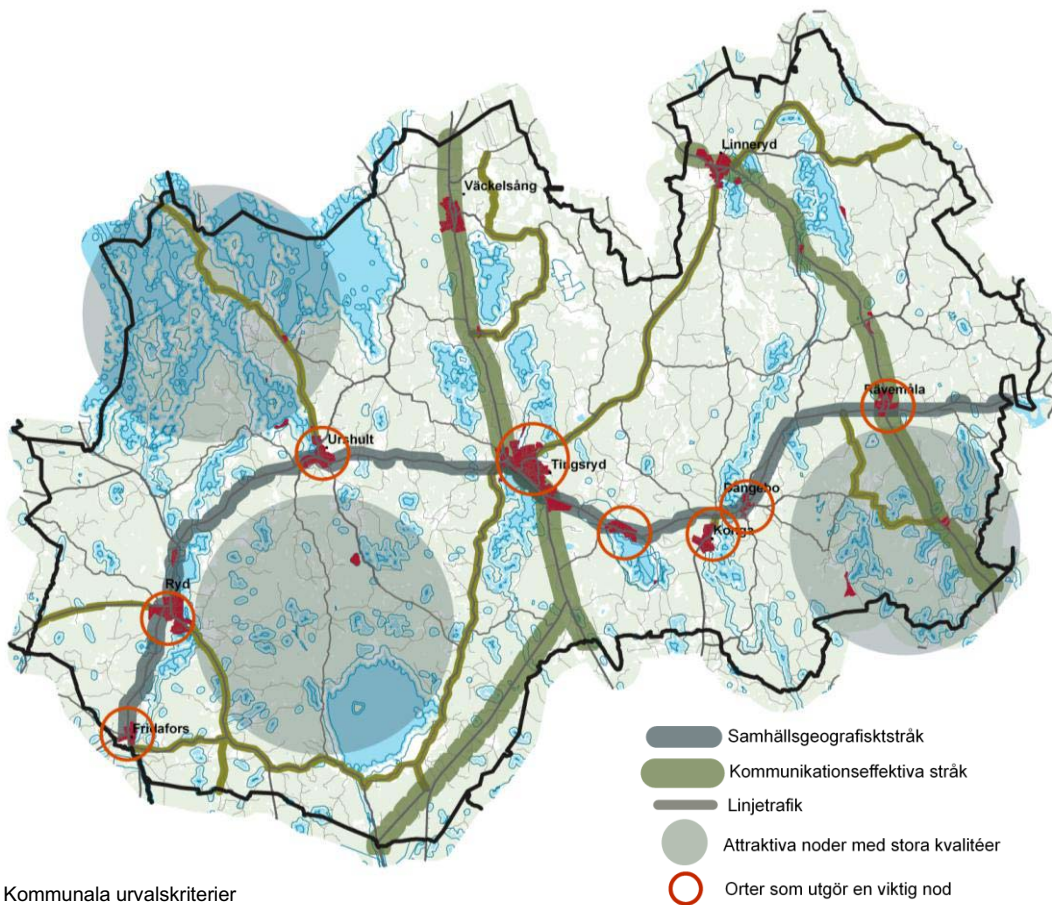 Linneryd
Väckelsång
Rävemåla
Urshult
Tingsryd
Dångebo
Konga
Ryd
Fridafors
Samhällsgeografisktstråk
Kommunikationseffektiva stråk
Linjetrafik
Attraktiva noder med stora kvalitéer
Kommunala urvalskriterier
Orter som utgör en viktig nod